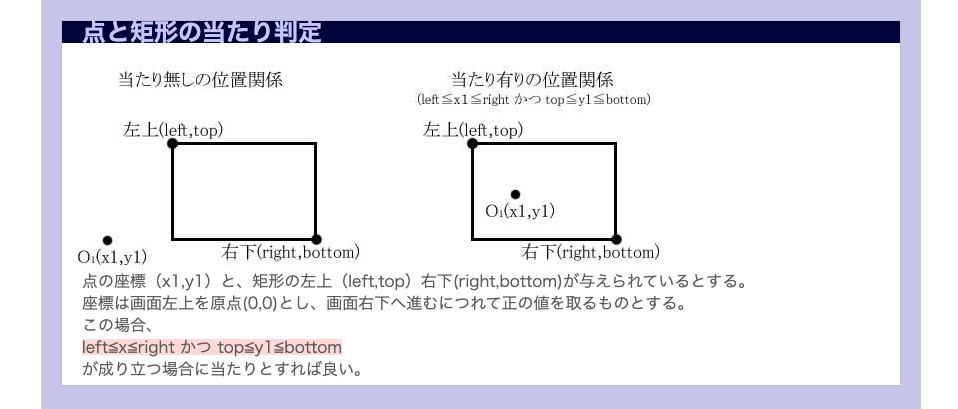 点と矩形の当たり判定
当たり無しの位置関係
当たり有りの位置関係
(left≦x1≦right かつ top≦y1≦bottom)
左上(left,top)
左上(left,top)
O₁(x1,y1)
O₁(x1,y1)
右下(right,bottom)
右下(right,bottom)
点の座標（x1,y1）と、矩形の左上（left,top）右下(right,bottom)が与えられているとする。
座標は画面左上を原点(0,0)とし、画面右下へ進むにつれて正の値を取るものとする。
この場合、
left≦x≦right かつ top≦y1≦bottom
が成り立つ場合に当たりとすれば良い。